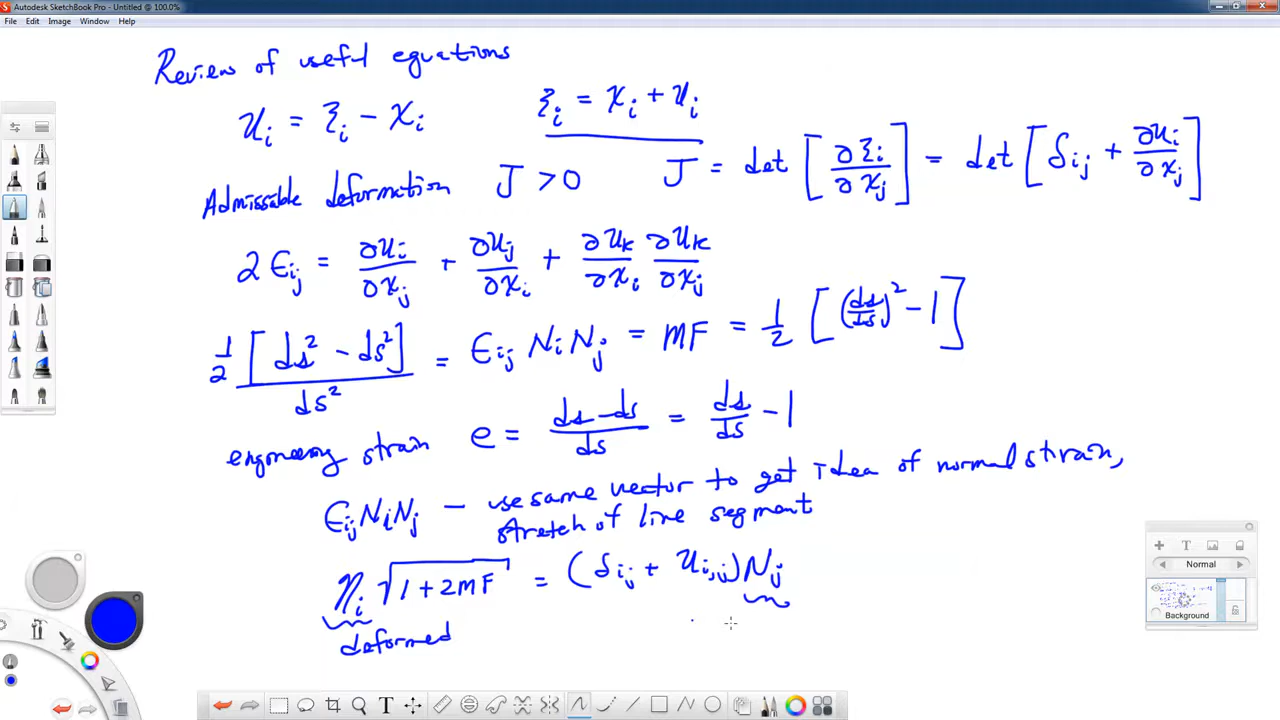 Autodesk SketchBook Pro - Untitled @ 100.0%
File Edit Image Window Help
Review of useful equations
u_i = ξ_i - x_i    ξ_i = x_i + u_i
Admissable deformation    J > 0    J = det [∂ξ_i/∂x_j] = det [δ_ij + ∂u_i/∂x_j]
2ϵ_ij = ∂u_i/∂x_j + ∂u_j/∂x_i + ∂u_k/∂x_i ∂u_k/∂x_j
1/2 [ds² - dS²]/dS² = ϵ_ij N_i N_j = MF = 1/2 [(ds/dS)² - 1]
engineering strain    e = (ds - dS)/dS = ds/dS - 1
ϵ_ij N_i N_j - use same vector to get idea of normal strain,
stretch of line segment
η_i √(1 + 2MF) = (δ_ij + u_i,j) N_j
deformed
Normal
Background